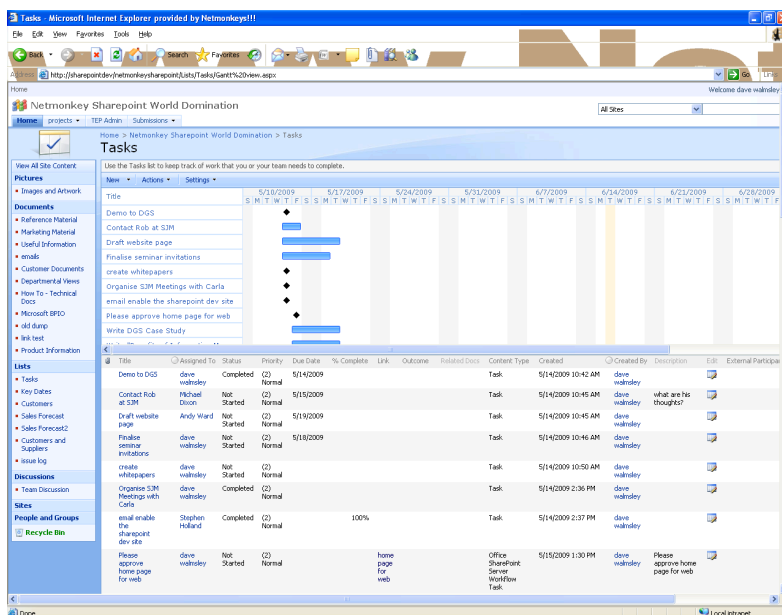 Tasks - Microsoft Internet Explorer provided by Netmonkeys!!!
File Edit View Favorites Tools Help
Back Search Favorites
Address http://sharepointdev/netmonkeysharepoint/Lists/Tasks/Gantt%20view.aspx Go Links
Home Welcome dave walmsley
Netmonkey Sharepoint World Domination All Sites
Home projects TEP Admin Submissions
Home > Netmonkey Sharepoint World Domination > Tasks
Tasks
View All Site Content
Pictures
Images and Artwork
Documents
Reference Material
Marketing Material
Useful Information
emails
Customer Documents
Departmental Views
How To - Technical
Docs
Microsoft BPIO
old dump
link test
Product Information
Lists
Tasks
Key Dates
Customers
Sales Forecast
Sales Forecast2
Customers and
Suppliers
issue log
Discussions
Team Discussion
Sites
People and Groups
Recycle Bin
Use the Tasks list to keep track of work that you or your team needs to complete.
New Actions Settings
Title 5/10/2009 5/17/2009 5/24/2009 5/31/2009 6/7/2009 6/14/2009 6/21/2009 6/28/2009
S M T W T F S S M T W T F S S M T W T F S S M T W T F S S M T W T F S S M T W T F S S M T W T F S S M T W T F
Demo to DGS
Contact Rob at SJM
Draft website page
Finalise seminar invitations
create whitepapers
Organise SJM Meetings with Carla
email enable the sharepoint dev site
Please approve home page for web
Write DGS Case Study
Title Assigned To Status Priority Due Date % Complete Link Outcome Related Docs Content Type Created Created By Description Edit External Participa
Demo to DGS dave Completed (2) 5/14/2009 Task 5/14/2009 10:42 AM dave
walmsley Normal walmsley
Contact Rob Michael Not (2) 5/15/2009 Task 5/14/2009 10:45 AM dave what are his
at SJM Dixon Started Normal walmsley thoughts?
Draft website Andy Ward Not (2) 5/19/2009 Task 5/14/2009 10:45 AM dave
page Started Normal walmsley
Finalise dave Not (2) 5/18/2009 Task 5/14/2009 10:46 AM dave
seminar walmsley Started Normal walmsley
invitations
create dave Not (2) Task 5/14/2009 10:50 AM dave
whitepapers walmsley Started Normal walmsley
Organise SJM dave Completed (2) Task 5/14/2009 2:36 PM dave
Meetings with walmsley Normal walmsley
Carla
email enable Stephen Completed (2) 100% Task 5/14/2009 2:37 PM dave
the Holland Normal walmsley
sharepoint
dev site
Please dave Not (2) home Office 5/15/2009 1:30 PM dave Please
approve walmsley Started Normal page SharePoint walmsley approve home
home page for Server page for web
for web web Workflow
Task
Done Local intranet